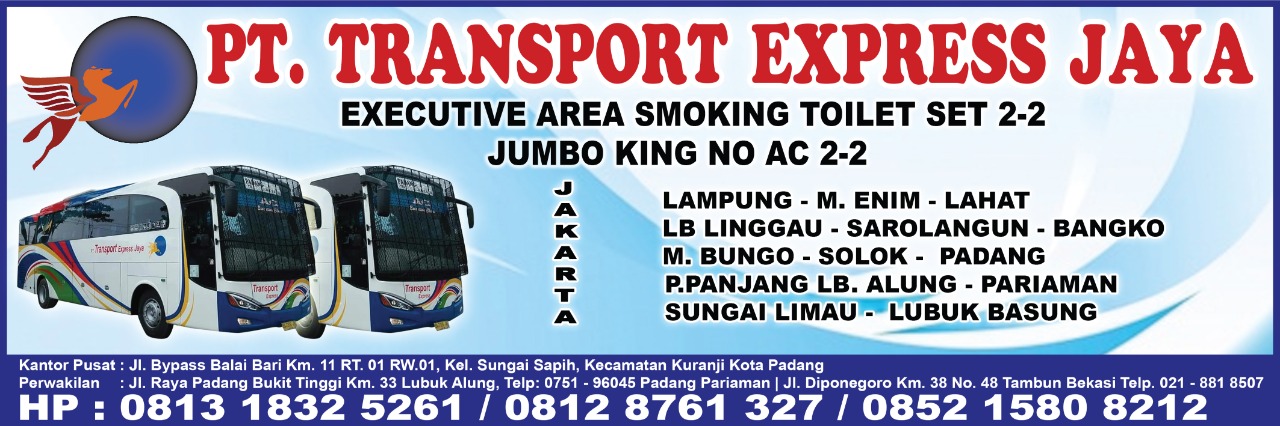 PT. TRANSPORT EXPRESS JAYA
EXECUTIVE AREA SMOKING TOILET SET 2-2
JUMBO KING NO AC 2-2
JAKARTA
LAMPUNG - M. ENIM - LAHAT
LB LINGGAU - SAROLANGUN - BANGKO
M. BUNGO - SOLOK - PADANG
P.PANJANG LB. ALUNG - PARIAMAN
SUNGAI LIMAU - LUBUK BASUNG
Transport Express Jaya
Transport
Express
Transport
Express
Kantor Pusat : Jl. Bypass Balai Bari Km. 11 RT. 01 RW.01, Kel. Sungai Sapih, Kecamatan Kuranji Kota Padang
Perwakilan : Jl. Raya Padang Bukit Tinggi Km. 33 Lubuk Alung, Telp: 0751 - 96045 Padang Pariaman | Jl. Diponegoro Km. 38 No. 48 Tambun Bekasi Telp. 021 - 881 8507
HP : 0813 1832 5261 / 0812 8761 327 / 0852 1580 8212